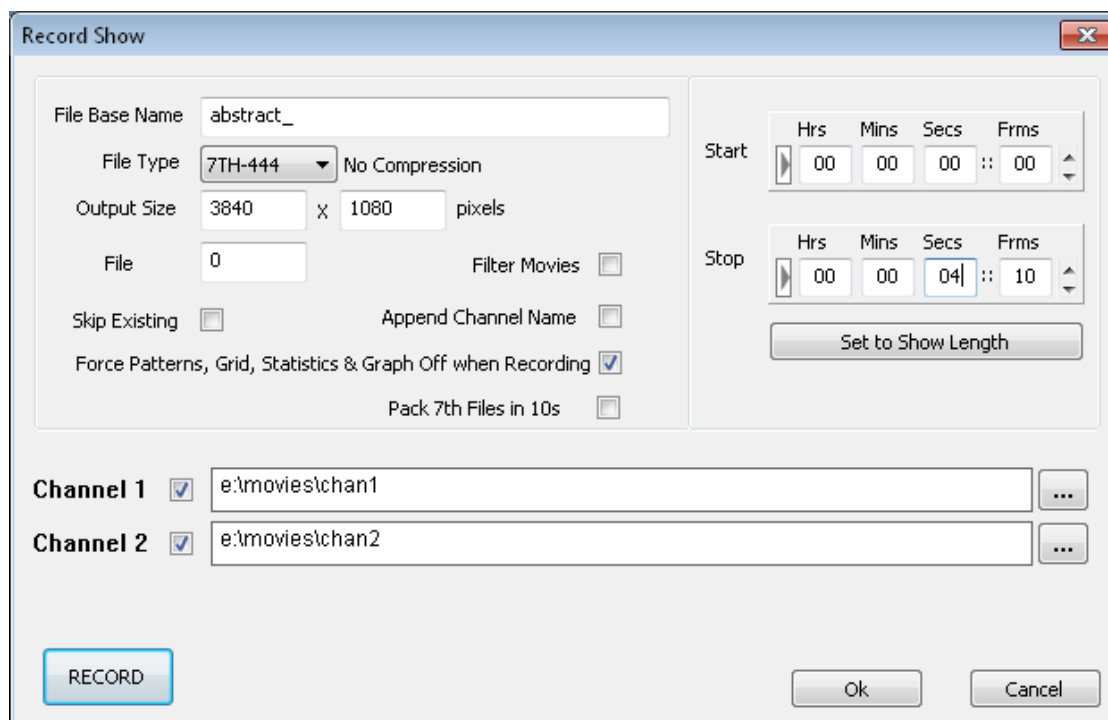 Record Show
File Base Name abstract_
File Type 7TH-444 No Compression
Output Size 3840 x 1080 pixels
File 0 Filter Movies
Skip Existing Append Channel Name
Force Patterns, Grid, Statistics & Graph Off when Recording
Pack 7th Files in 10s
Hrs Mins Secs Frms
Start 00 00 00 :: 00
Hrs Mins Secs Frms
Stop 00 00 04 :: 10
Set to Show Length
Channel 1 e:\movies\chan1 ...
Channel 2 e:\movies\chan2 ...
RECORD Ok Cancel